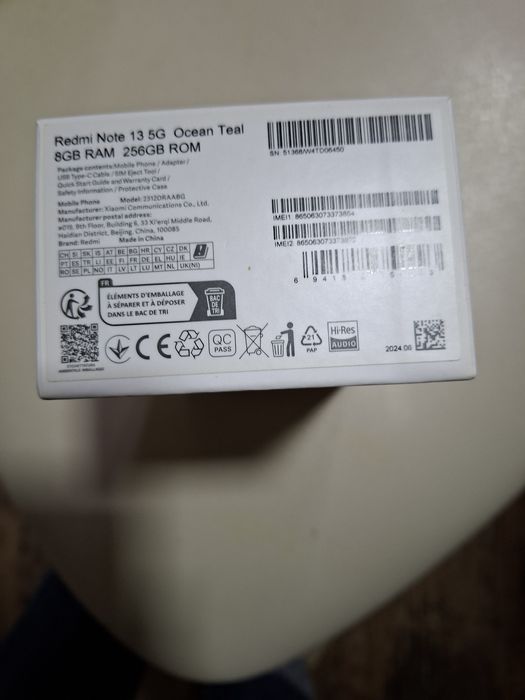 Redmi Note 13 5G Ocean Teal
8GB RAM 256GB ROM
Package contents:Mobile Phone / Adapter /
USB Type-C Cable / SIM Eject Tool /
Quick Start Guide and Warranty Card /
Safety Information / Protective Case
Mobile Phone Model: 2312DRAABG
Manufacturer: Xiaomi Communications Co., Ltd.
Manufacturer postal address:
#019, 9th Floor, Building 6, 33 Xi'erqi Middle Road,
Haidian District, Beijing, China, 100085
Brand: Redmi Made in China
CH SI SK IS AT BE BG HR CY CZ DK
PT ES TR LI EE FI FR DE EL HU IE
RO SE PL NO IT LV LT LU MT NL UK(NI)
FR
ÉLÉMENTS D'EMBALLAGE
À SÉPARER ET À DÉPOSER
DANS LE BAC DE TRI
BAC
DE
TRI
CE
QC
PASS
21
PAP
Hi-Res
AUDIO
SN: 51368/W4TD06450
IMEI1
IMEI2
2024.06